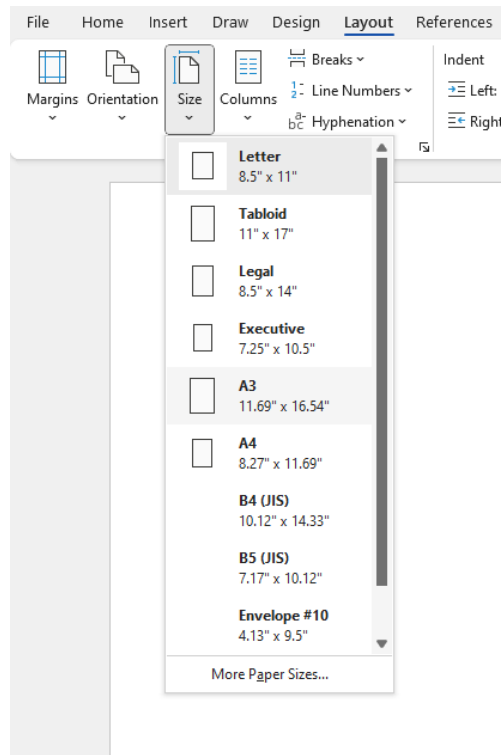 File Home Insert Draw Design Layout References
Margins Orientation Size Columns
Breaks
Line Numbers
Hyphenation
Indent
Left:
Right
Letter
8.5" x 11"
Tabloid
11" x 17"
Legal
8.5" x 14"
Executive
7.25" x 10.5"
A3
11.69" x 16.54"
A4
8.27" x 11.69"
B4 (JIS)
10.12" x 14.33"
B5 (JIS)
7.17" x 10.12"
Envelope #10
4.13" x 9.5"
More Paper Sizes...